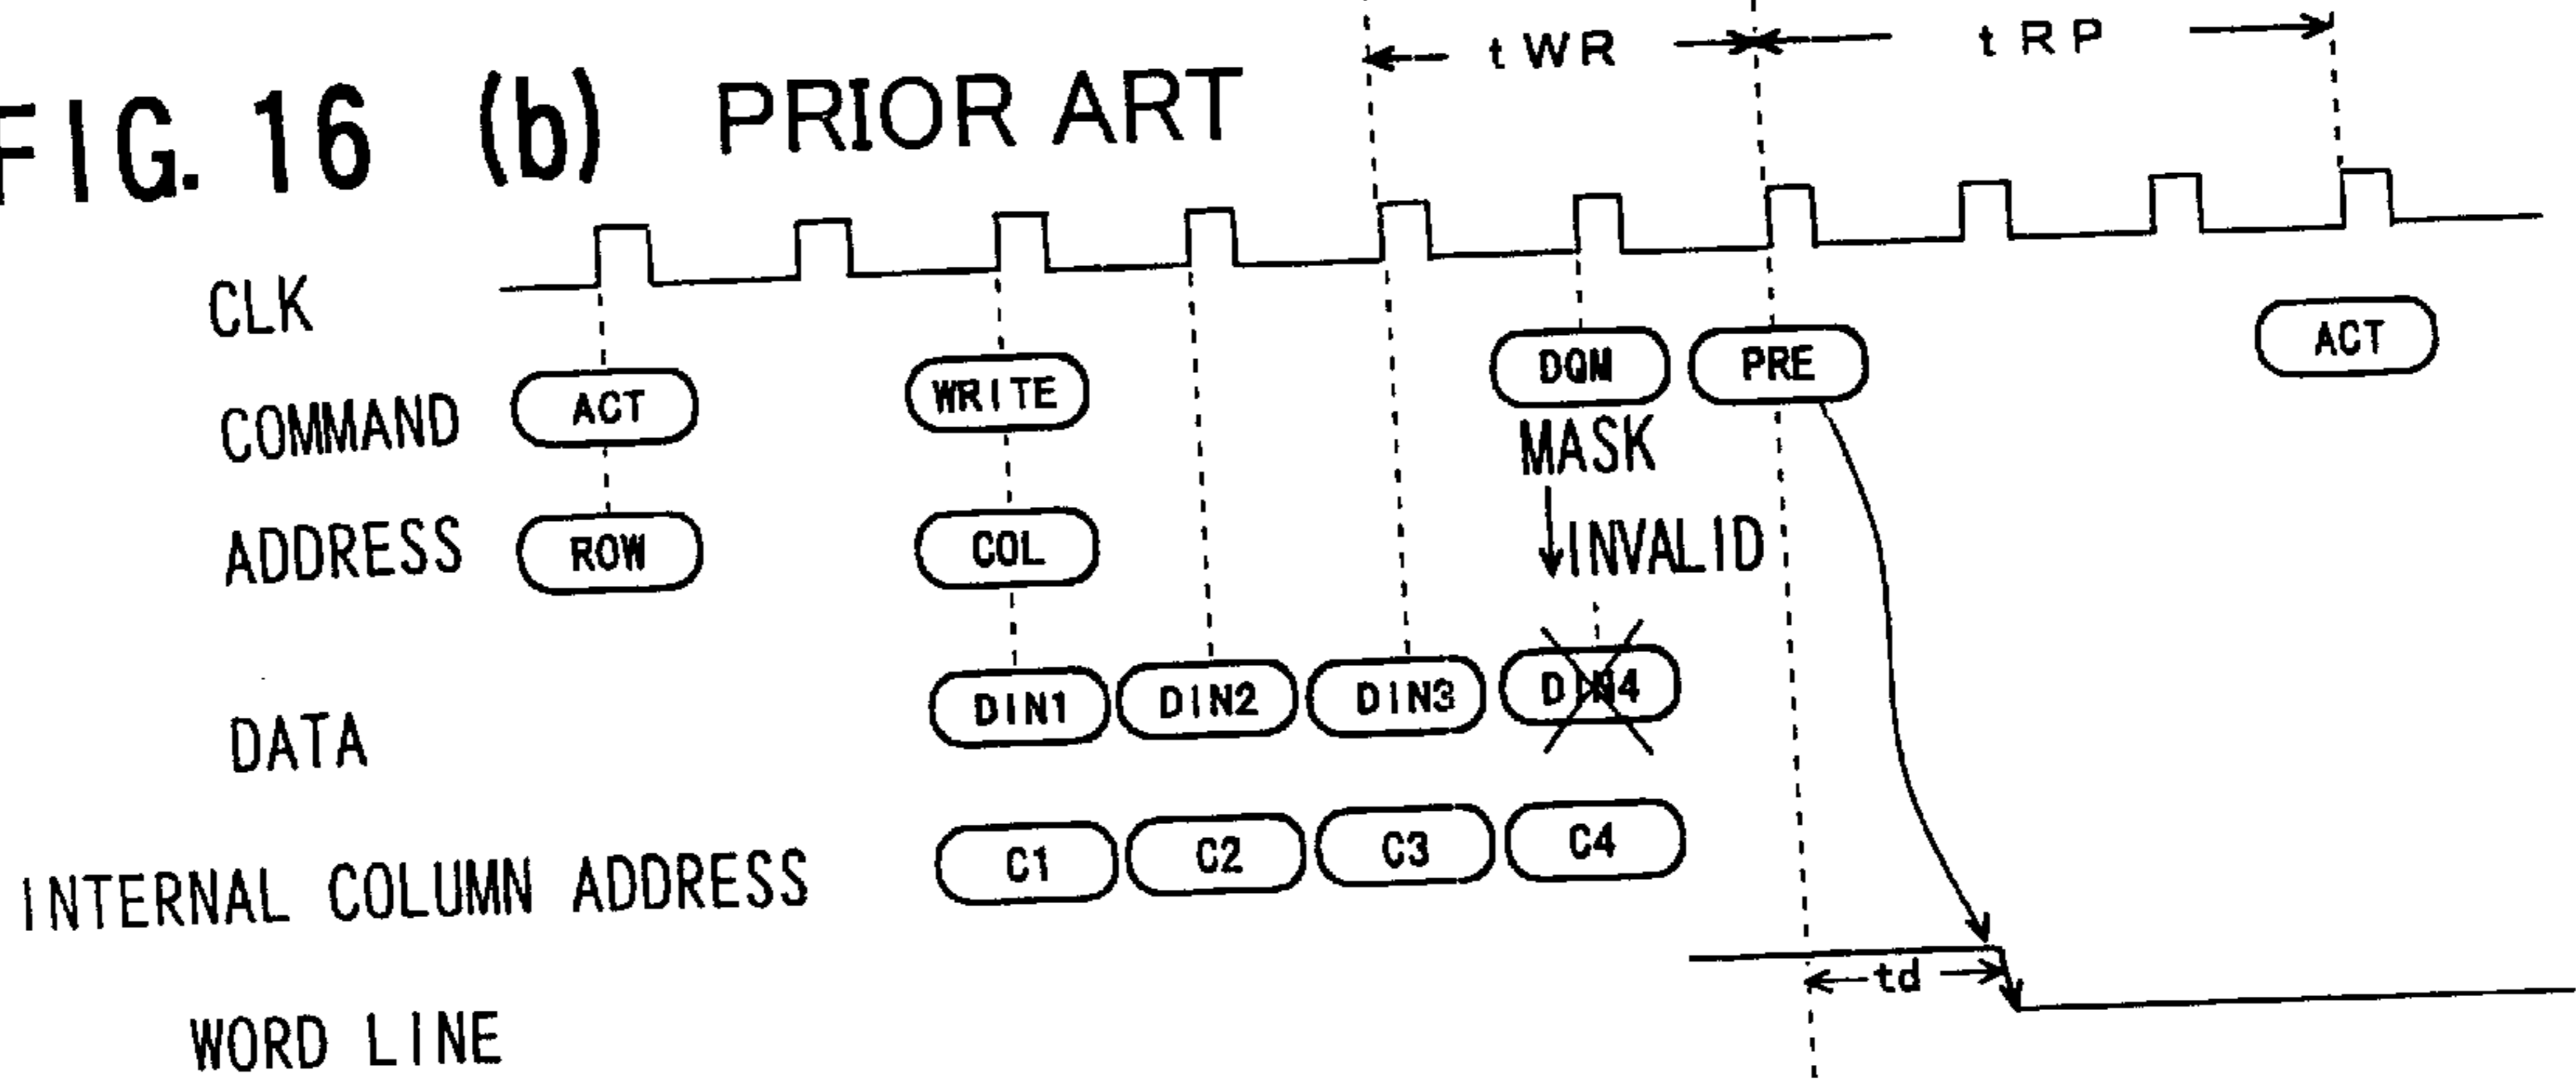 tWR tRP
FIG. 16 (b) PRIOR ART
CLK
COMMAND ACT WRITE DQM PRE ACT
MASK
ADDRESS ROW COL INVALID
DATA DIN1 DIN2 DIN3 DIN4
INTERNAL COLUMN ADDRESS C1 C2 C3 C4
td
WORD LINE